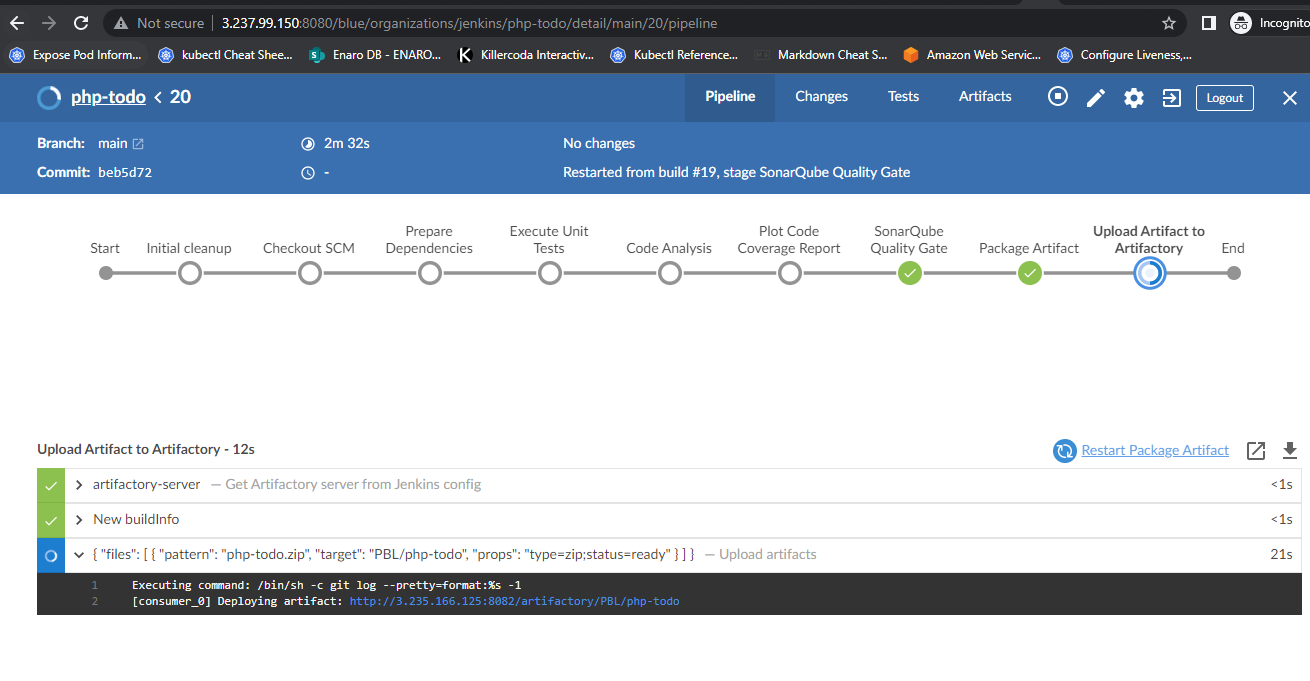 Not secure 3.237.99.150:8080/blue/organizations/jenkins/php-todo/detail/main/20/pipeline Incognito
Expose Pod Inform... kubectl Cheat Shee... Enaro DB - ENARO... Killercoda Interactiv... Kubectl Reference... Markdown Cheat S... Amazon Web Servic... Configure Liveness,...
php-todo < 20 Pipeline Changes Tests Artifacts Logout
Branch: main 2m 32s No changes
Commit: beb5d72 - Restarted from build #19, stage SonarQube Quality Gate
Start
Initial cleanup
Checkout SCM
Prepare
Dependencies
Execute Unit
Tests
Code Analysis
Plot Code
Coverage Report
SonarQube
Quality Gate
Package Artifact
Upload Artifact to
Artifactory
End
Upload Artifact to Artifactory - 12s Restart Package Artifact
artifactory-server — Get Artifactory server from Jenkins config <1s
New buildInfo <1s
{ "files": [ { "pattern": "php-todo.zip", "target": "PBL/php-todo", "props": "type=zip;status=ready" } ] } — Upload artifacts 21s
1 Executing command: /bin/sh -c git log --pretty=format:%s -1
2 [consumer_0] Deploying artifact: http://3.235.166.125:8082/artifactory/PBL/php-todo